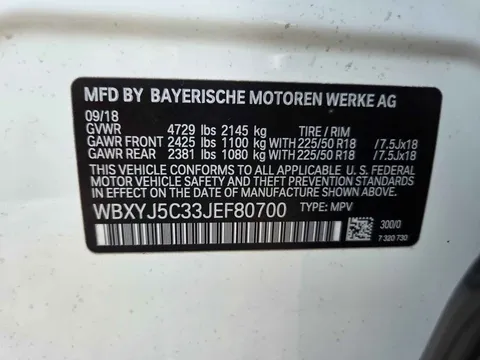 MFD BY BAYERISCHE MOTOREN WERKE AG
09/18
GVWR 4729 lbs 2145 kg TIRE / RIM
GAWR FRONT 2425 lbs 1100 kg WITH 225/50 R18 / 7.5Jx18
GAWR REAR 2381 lbs 1080 kg WITH 225/50 R18 / 7.5Jx18
THIS VEHICLE CONFORMS TO ALL APPLICABLE U. S. FEDERAL
MOTOR VEHICLE SAFETY AND THEFT PREVENTION STANDARDS
IN EFFECT ON THE DATE OF MANUFACTURE SHOWN ABOVE.
WBXYJ5C33JEF80700 TYPE: MPV
300/0
7 320 730